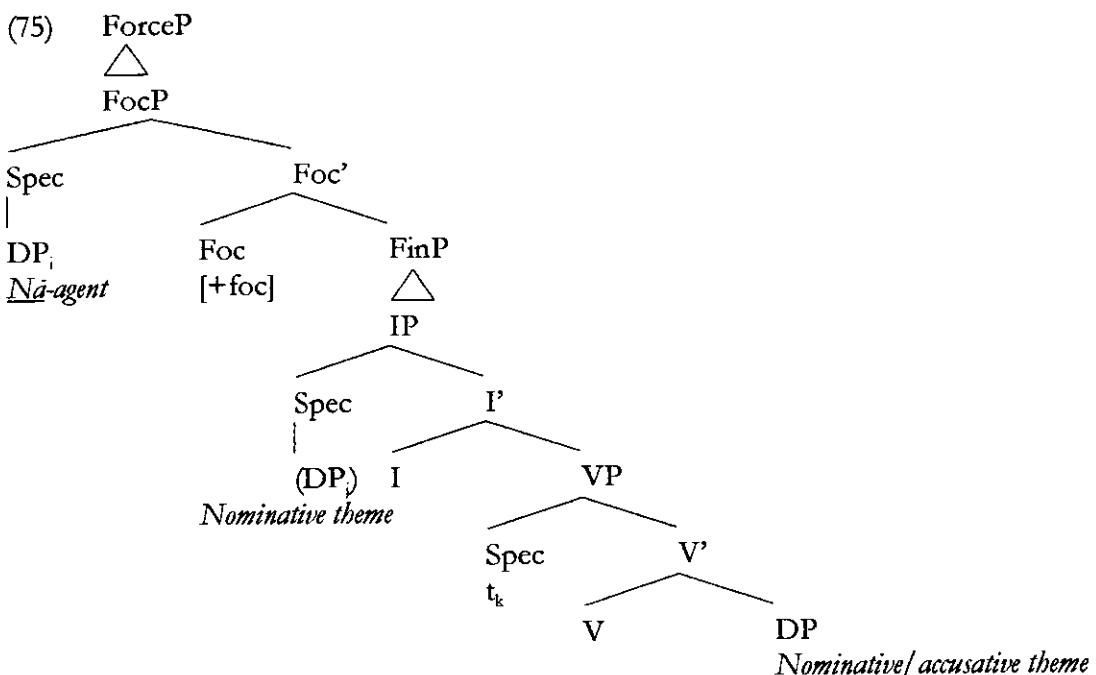 (75) ForceP
FocP
Spec Foc’
DPi Foc FinP
Nā-agent [+foc]
IP
Spec I’
(DPj) I VP
Nominative theme
Spec V’
tk
V DP
Nominative/accusative theme